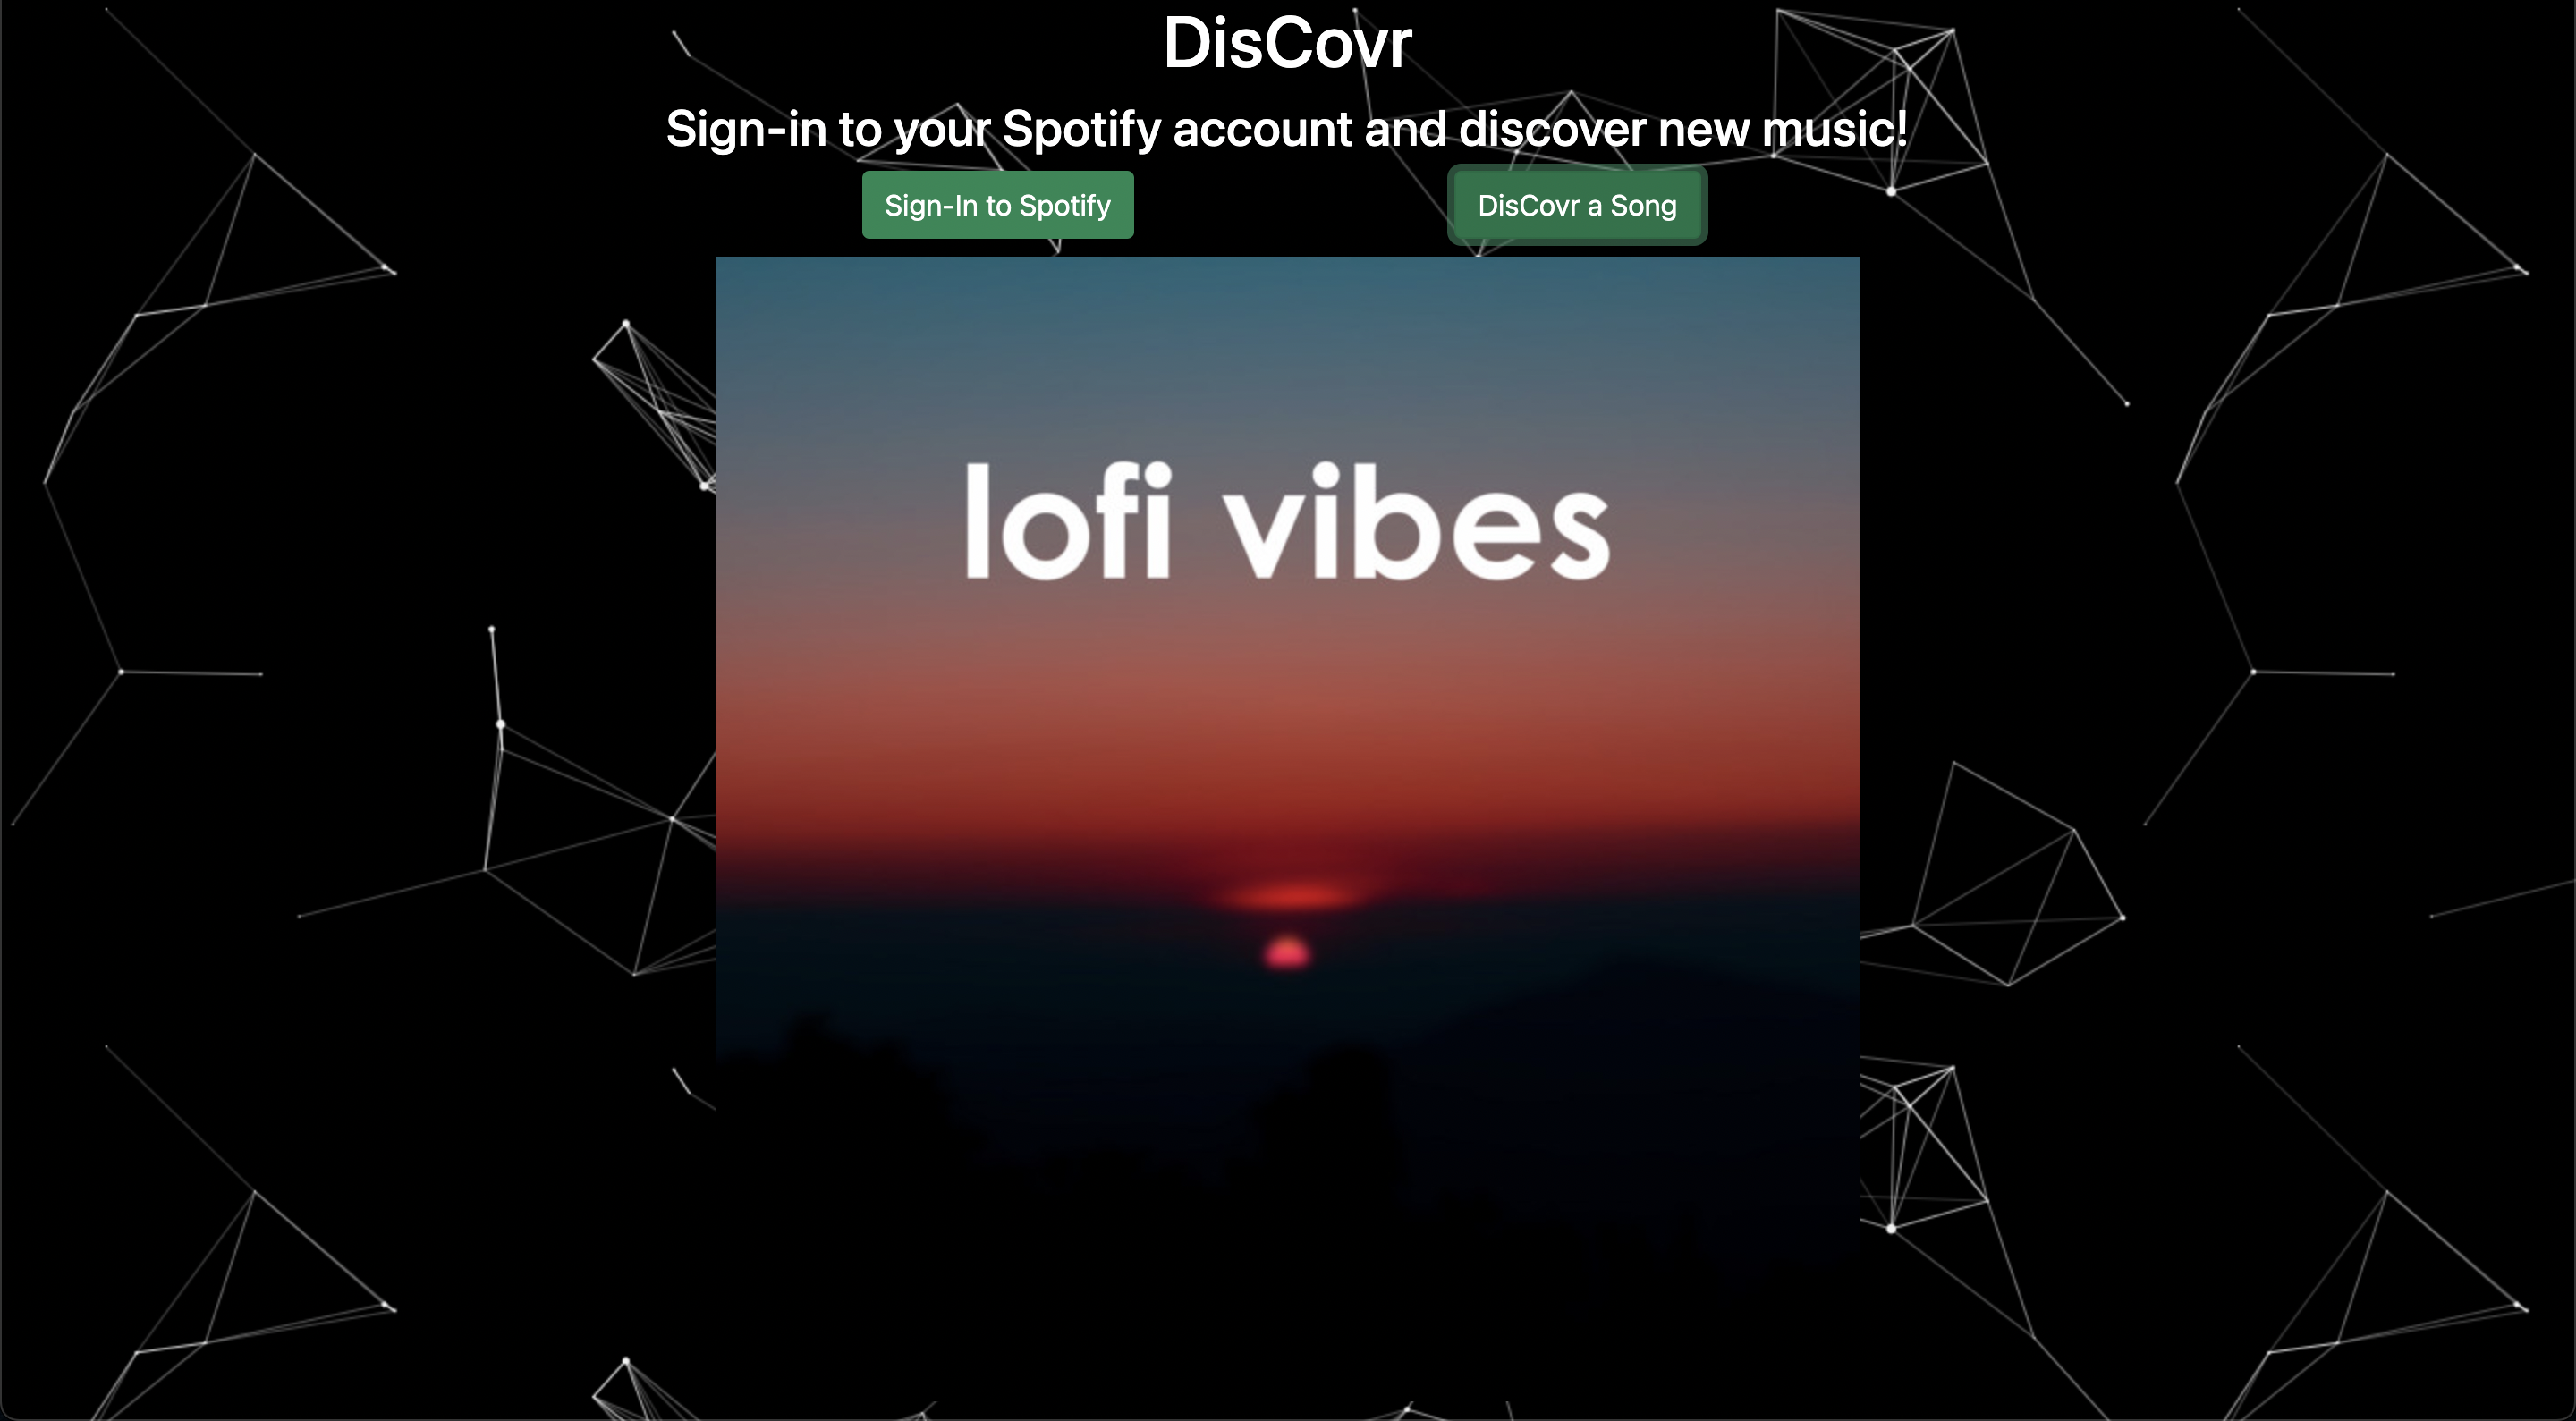 DisCovr
Sign-in to your Spotify account and discover new music!
Sign-In to Spotify
DisCovr a Song
lofi vibes